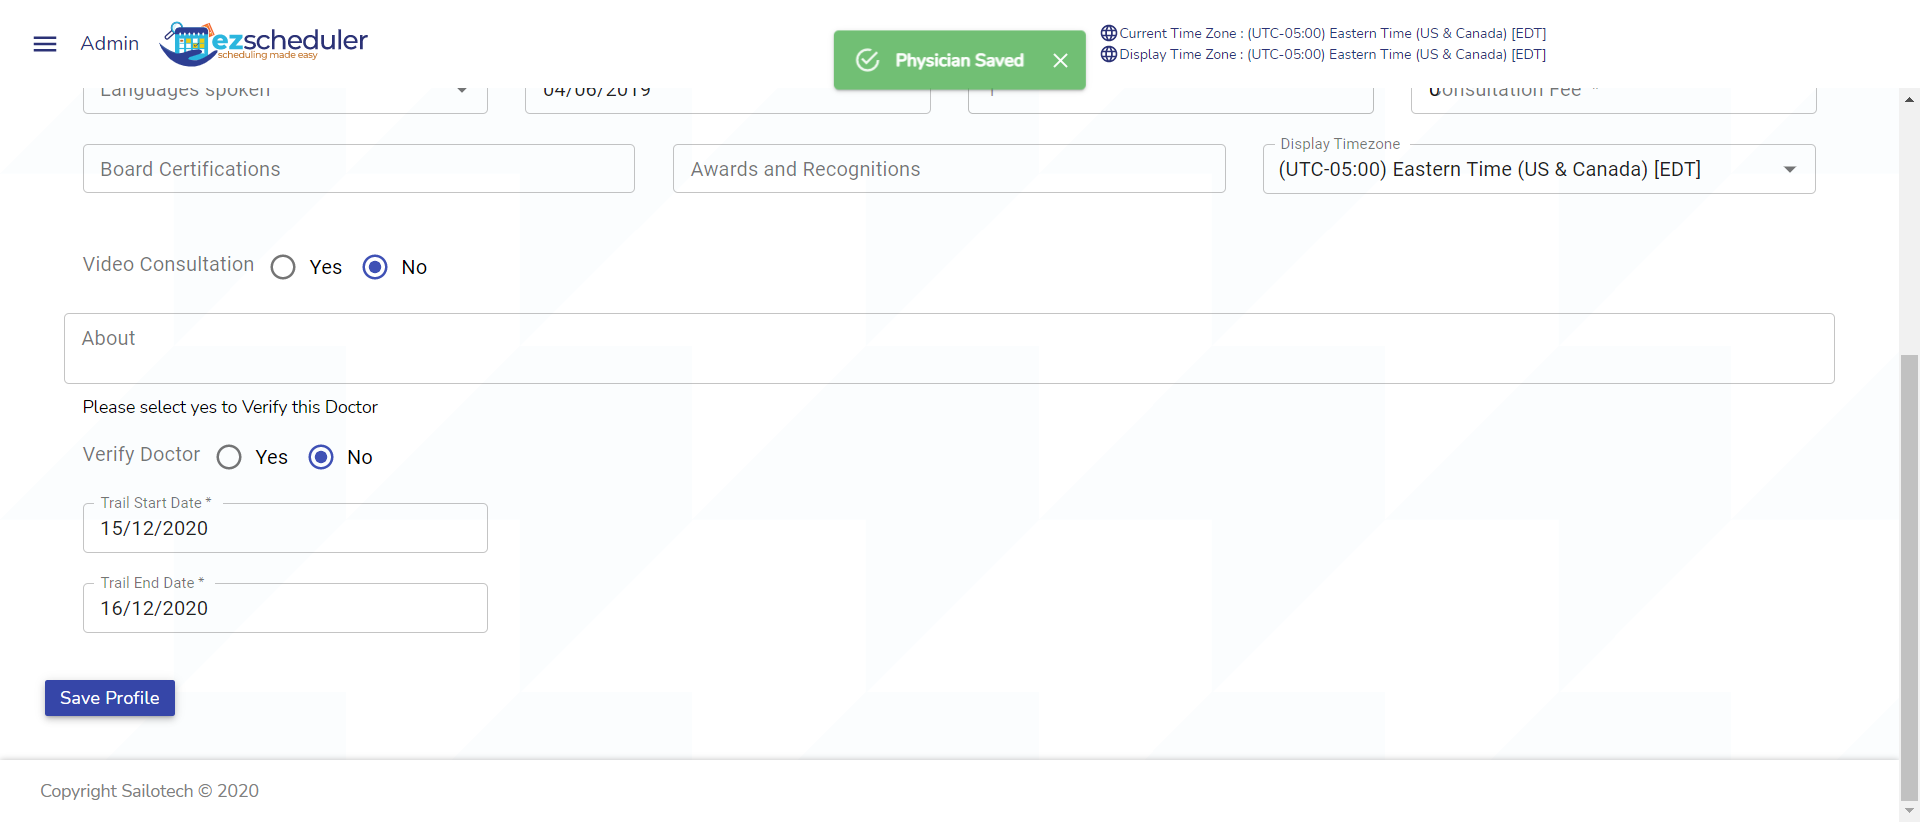 Admin
ezscheduler
scheduling made easy
Physician Saved
Current Time Zone : (UTC-05:00) Eastern Time (US & Canada) [EDT]
Display Time Zone : (UTC-05:00) Eastern Time (US & Canada) [EDT]
Languages spoken
04/06/2019
Consultation Fee *
Board Certifications
Awards and Recognitions
Display Timezone
(UTC-05:00) Eastern Time (US & Canada) [EDT]
Video Consultation Yes No
About
Please select yes to Verify this Doctor
Verify Doctor Yes No
Trail Start Date *
15/12/2020
Trail End Date *
16/12/2020
Save Profile
Copyright Sailotech © 2020